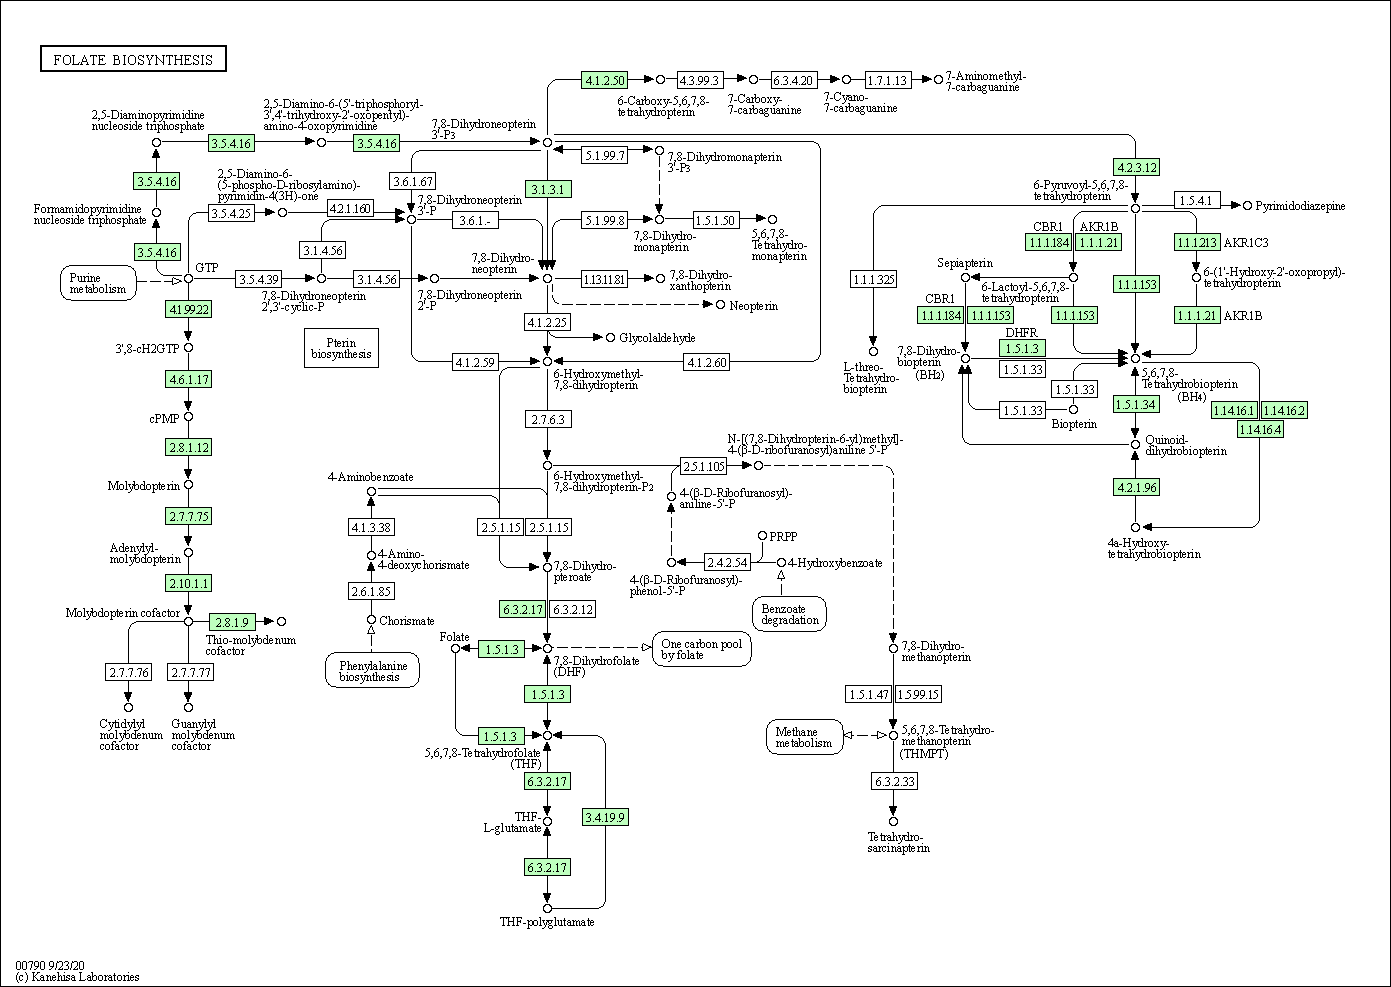 FOLATE BIOSYNTHESIS
4.1.2.50
4.3.99.3
6.3.4.20
1.7.1.13
7-Aminomethyl-
7-carbaguanine
6-Carboxy-5,6,7,8-
tetrahydropterin
7-Carboxy-
7-carbaguanine
7-Cyano-
7-carbaguanine
2,5-Diaminopyrimidine
nucleoside triphosphate
2,5-Diamino-6-(5'-triphosphoryl-
3',4'-trihydroxy-2'-oxopentyl)-
amino-4-oxopyrimidine
7,8-Dihydroneopterin
3'-P3
3.5.4.16
3.5.4.16
3.5.4.16
3.5.4.16
Formamidopyrimidine
nucleoside triphosphate
2,5-Diamino-6-
(5-phospho-D-ribosylamino)-
pyrimidin-4(3H)-one
3.5.4.25
4.2.1.160
3.6.1.67
7,8-Dihydroneopterin
3'-P
3.6.1.-
3.1.3.1
5.1.99.7
7,8-Dihydromonapterin
3'-P3
5.1.99.8
1.5.1.50
7,8-Dihydro-
monapterin
5,6,7,8-
Tetrahydro-
monapterin
3.1.4.56
Purine
metabolism
GTP
3.5.4.39
7,8-Dihydroneopterin
2',3'-cyclic-P
3.1.4.56
7,8-Dihydroneopterin
2'-P
7,8-Dihydro-
neopterin
1.13.11.81
7,8-Dihydro-
xanthopterin
Neopterin
4.1.2.25
Glycolaldehyde
Pterin
biosynthesis
4.1.2.59
4.1.2.60
6-Hydroxymethyl-
7,8-dihydropterin
2.7.6.3
6-Hydroxymethyl-
7,8-dihydropterin-P2
4.1.99.22
3',8-cH2GTP
4.6.1.17
cPMP
2.8.1.12
Molybdopterin
2.7.7.75
Adenylyl-
molybdopterin
2.10.1.1
Molybdopterin cofactor
2.8.1.9
Thio-molybdenum
cofactor
2.7.7.76
2.7.7.77
Cytidylyl
molybdenum
cofactor
Guanylyl
molybdenum
cofactor
4-Aminobenzoate
4.1.3.38
4-Amino-
4-deoxychorismate
2.6.1.85
Chorismate
Phenylalanine
biosynthesis
2.5.1.15
2.5.1.15
7,8-Dihydro-
pteroate
6.3.2.17
6.3.2.12
Folate
1.5.1.3
7,8-Dihydrofolate
(DHF)
One carbon pool
by folate
1.5.1.3
1.5.1.3
5,6,7,8-Tetrahydrofolate
(THF)
6.3.2.17
THF-
L-glutamate
3.4.19.9
6.3.2.17
THF-polyglutamate
2.5.1.105
N-[(7,8-Dihydropterin-6-yl)methyl]-
4-(β-D-ribofuranosyl)aniline 5'-P
4-(β-D-Ribofuranosyl)-
aniline-5'-P
PRPP
2.4.2.54
4-Hydroxybenzoate
4-(β-D-Ribofuranosyl)-
phenol-5'-P
Benzoate
degradation
7,8-Dihydro-
methanopterin
1.5.1.47
1.5.99.15
Methane
metabolism
5,6,7,8-Tetrahydro-
methanopterin
(THMPT)
6.3.2.33
Tetrahydro-
sarcinapterin
4.2.3.12
6-Pyruvoyl-5,6,7,8-
tetrahydropterin
1.5.4.1
Pyrimidodiazepine
CBR1
AKR1B
1.1.1.184
1.1.1.21
1.1.1.213
AKR1C3
Sepiapterin
1.1.1.325
6-Lactoyl-5,6,7,8-
tetrahydropterin
1.1.1.153
6-(1'-Hydroxy-2'-oxopropyl)-
tetrahydropterin
CBR1
1.1.1.184
1.1.1.153
1.1.1.153
1.1.1.21
AKR1B
DHFR
1.5.1.3
1.5.1.33
L-threo-
Tetrahydro-
biopterin
7,8-Dihydro-
biopterin
(BH2)
5,6,7,8-
Tetrahydrobiopterin
(BH4)
1.5.1.33
1.5.1.33
Biopterin
1.5.1.34
1.14.16.1
1.14.16.2
1.14.16.4
Quinoid-
dihydrobiopterin
4.2.1.96
4a-Hydroxy-
tetrahydrobiopterin
00790 9/23/20
(c) Kanehisa Laboratories